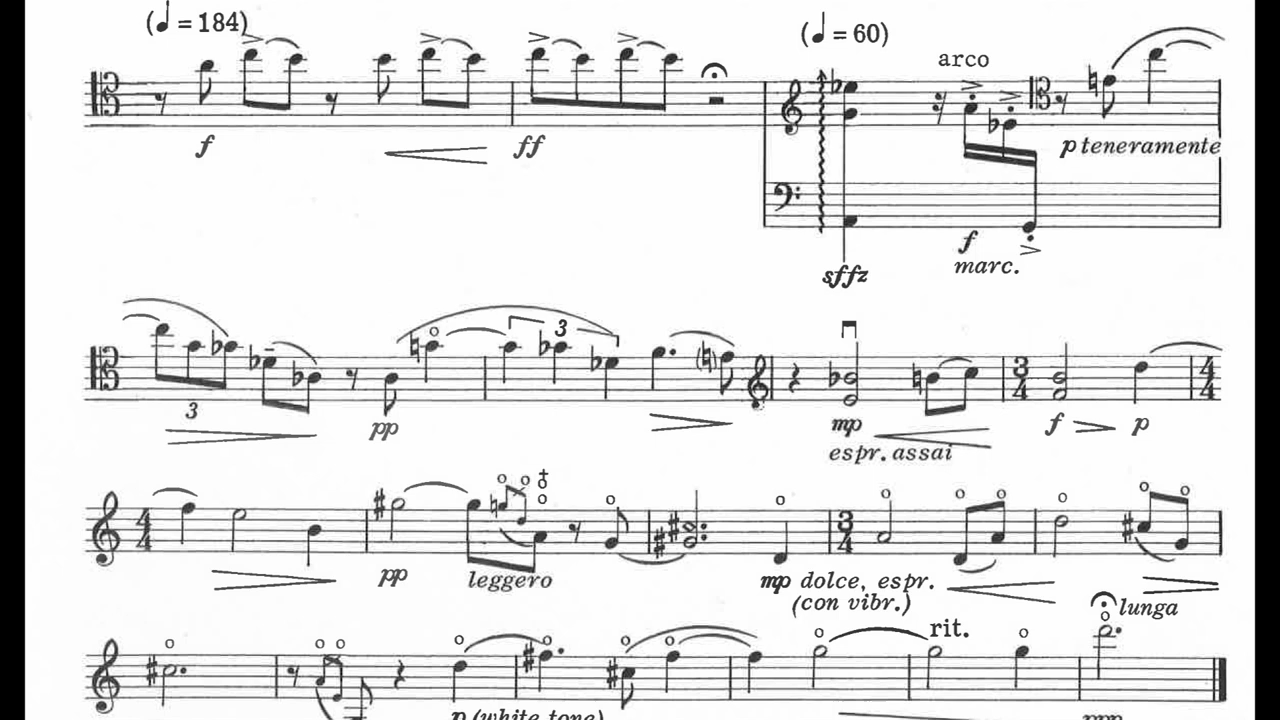 (♩ = 184)
(♩ = 60)
arco
f
ff
p teneramente
f
sffz
marc.
3
3
pp
mp
f
p
espr. assai
3
4
4
4
4
4
pp
leggero
mp dolce, espr.
(con vibr.)
3
4
lunga
rit.
p (white tone)
ppp